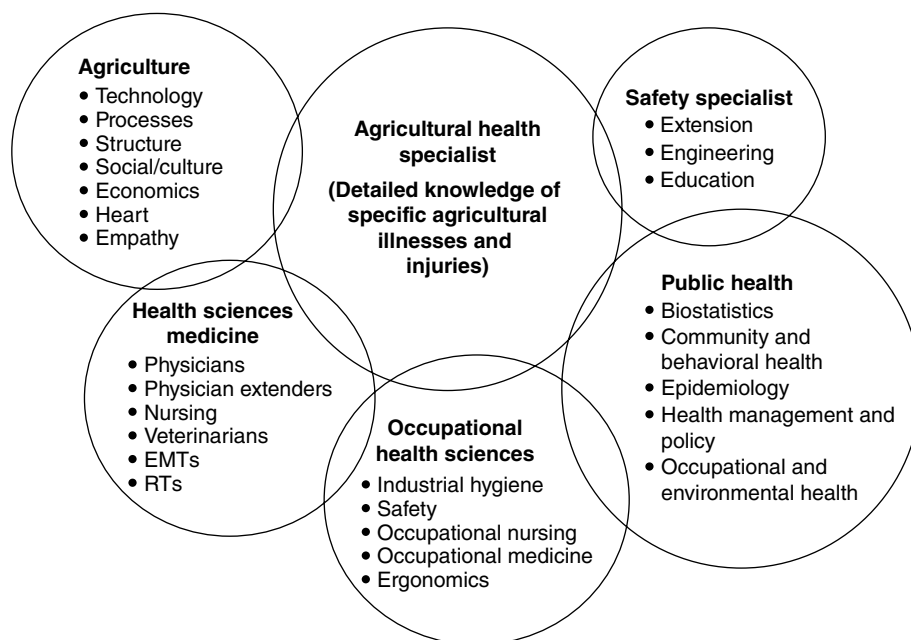 Agriculture
• Technology
• Processes
• Structure
• Social/culture
• Economics
• Heart
• Empathy
Agricultural health
specialist
(Detailed knowledge of
specific agricultural
illnesses and
injuries)
Safety specialist
• Extension
• Engineering
• Education
Health sciences
medicine
• Physicians
• Physician extenders
• Nursing
• Veterinarians
• EMTs
• RTs
Occupational
health sciences
• Industrial hygiene
• Safety
• Occupational nursing
• Occupational medicine
• Ergonomics
Public health
• Biostatistics
• Community and
behavioral health
• Epidemiology
• Health management and
policy
• Occupational and
environmental health